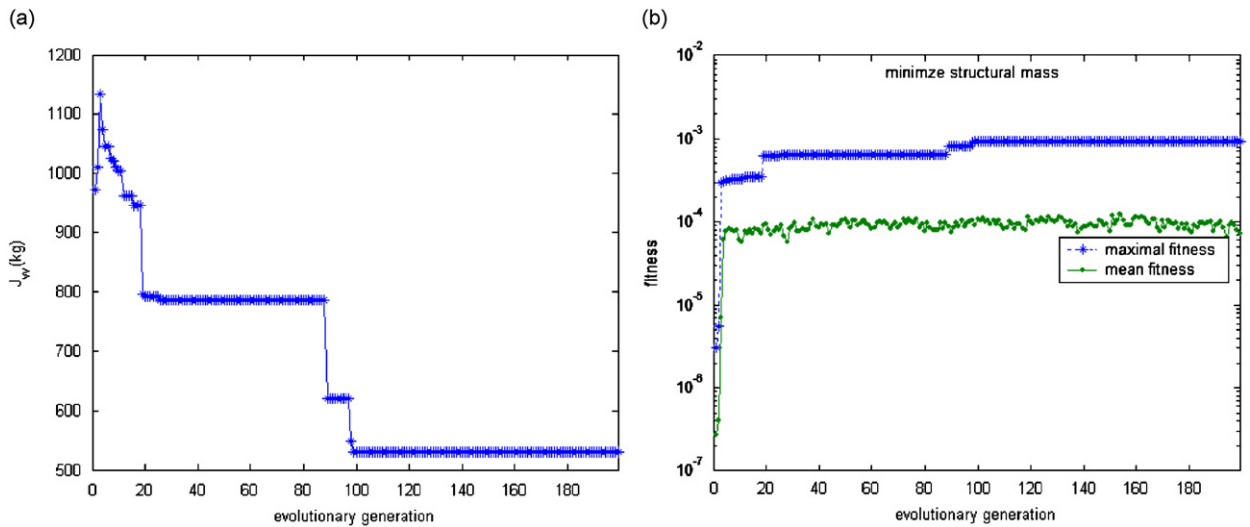 (a)
1200
1100
1000
900
800
700
600
500
J_w(kg)
0 20 40 60 80 100 120 140 160 180
evolutionary generation
(b)
minimze structural mass
10^-2
10^-3
10^-4
10^-5
10^-6
10^-7
fitness
maximal fitness
mean fitness
0 20 40 60 80 100 120 140 160 180
evolutionary generation